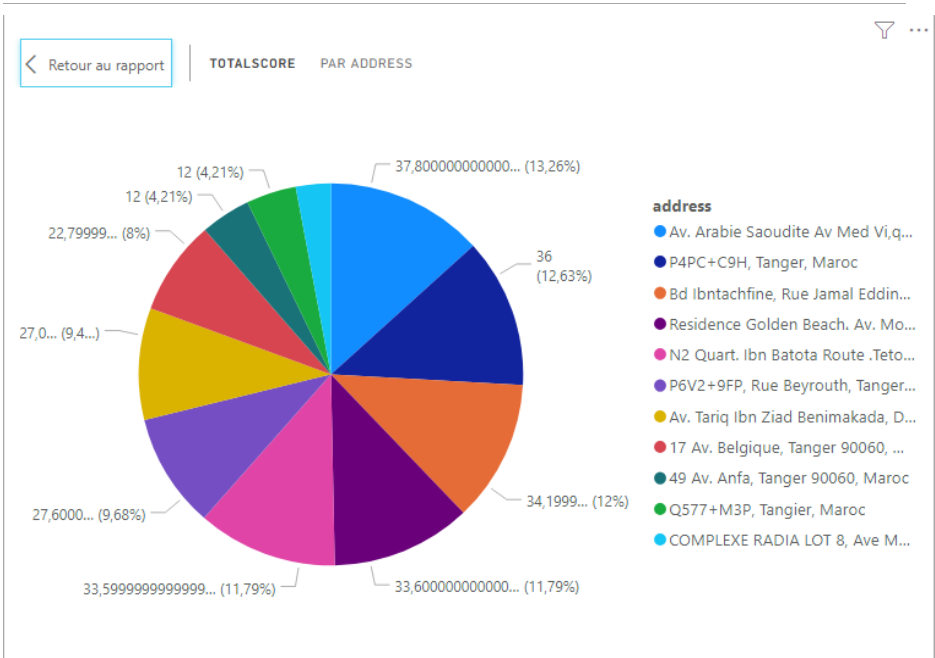 Retour au rapport
TOTALSCORE PAR ADDRESS
37,800000000000... (13,26%)
36
(12,63%)
34,1999... (12%)
33,600000000000... (11,79%)
33,5999999999999... (11,79%)
27,6000... (9,68%)
27,0... (9,4...)
22,79999... (8%)
12 (4,21%)
12 (4,21%)
address
Av. Arabie Saoudite Av Med Vi,q...
P4PC+C9H, Tanger, Maroc
Bd Ibntachfine, Rue Jamal Eddin...
Residence Golden Beach. Av. Mo...
N2 Quart. Ibn Batota Route .Teto...
P6V2+9FP, Rue Beyrouth, Tanger...
Av. Tariq Ibn Ziad Benimakada, D...
17 Av. Belgique, Tanger 90060, ...
49 Av. Anfa, Tanger 90060, Maroc
Q577+M3P, Tangier, Maroc
COMPLEXE RADIA LOT 8, Ave M...